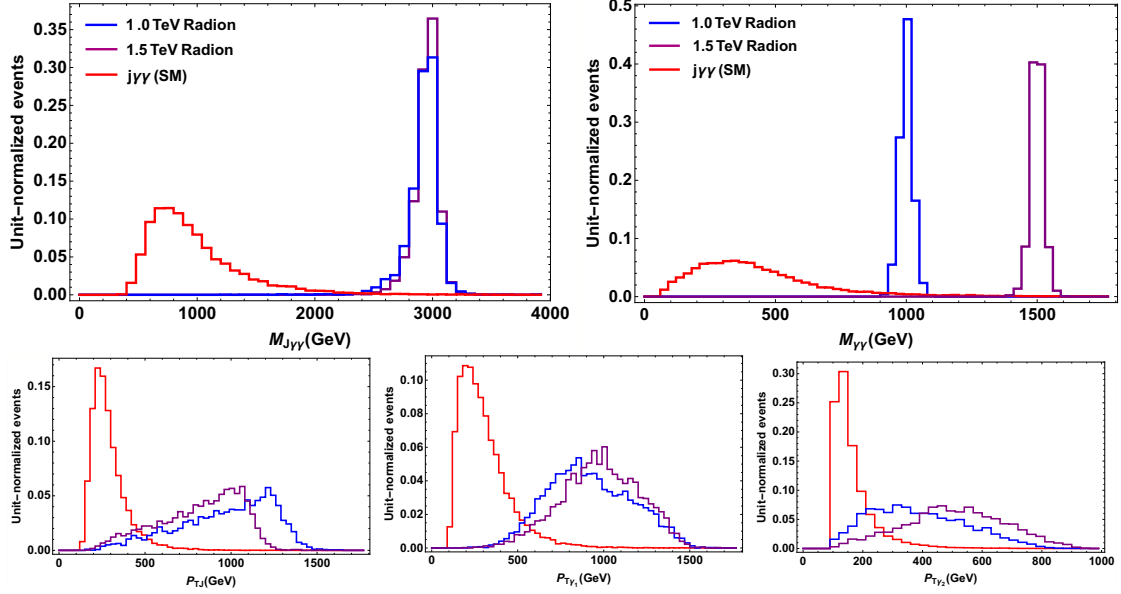 1.0 TeV Radion
1.5 TeV Radion
jγγ (SM)
Unit-normalized events
0.35
0.30
0.25
0.20
0.15
0.10
0.05
0.00
0 1000 2000 3000 4000
M_Jγγ (GeV)
1.0 TeV Radion
1.5 TeV Radion
jγγ (SM)
Unit-normalized events
0.5
0.4
0.3
0.2
0.1
0.0
0 500 1000 1500
M_γγ (GeV)
Unit-normalized events
0.15
0.10
0.05
0.00
0 500 1000 1500
P_TJ (GeV)
Unit-normalized events
0.10
0.08
0.06
0.04
0.02
0.00
0 500 1000 1500
P_Tγ₁ (GeV)
Unit-normalized events
0.30
0.25
0.20
0.15
0.10
0.05
0.00
0 200 400 600 800 1000
P_Tγ₂ (GeV)